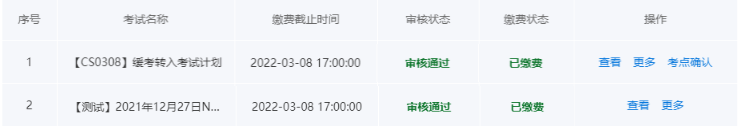 序号 考试名称 缴费截止时间 审核状态 缴费状态 操作
1 【CS0308】缓考转入考试计划 2022-03-08 17:00:00 审核通过 已缴费 查看 更多 考点确认
2 【测试】2021年12月27日N... 2022-03-08 17:00:00 审核通过 已缴费 查看 更多